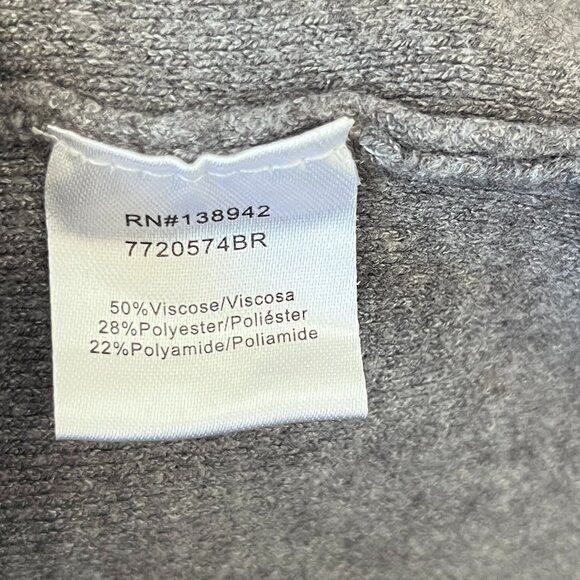 RN#138942
7720574BR
50%Viscose/Viscosa
28%Polyester/Poliéster
22%Polyamide/Poliamide